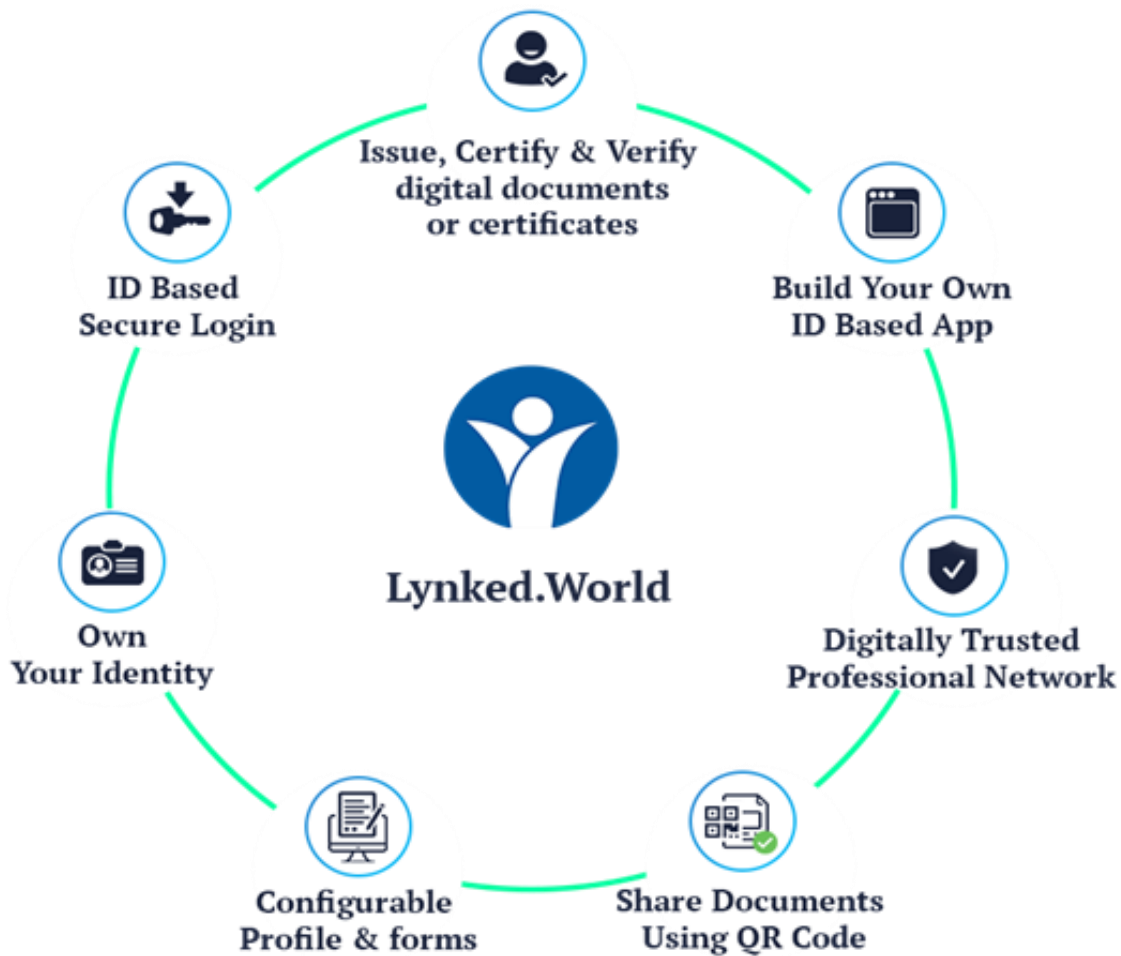 Issue, Certify & Verify
digital documents
or certificates
ID Based
Secure Login
Build Your Own
ID Based App
Lynked.World
Own
Your Identity
Digitally Trusted
Professional Network
Configurable
Profile & forms
Share Documents
Using QR Code